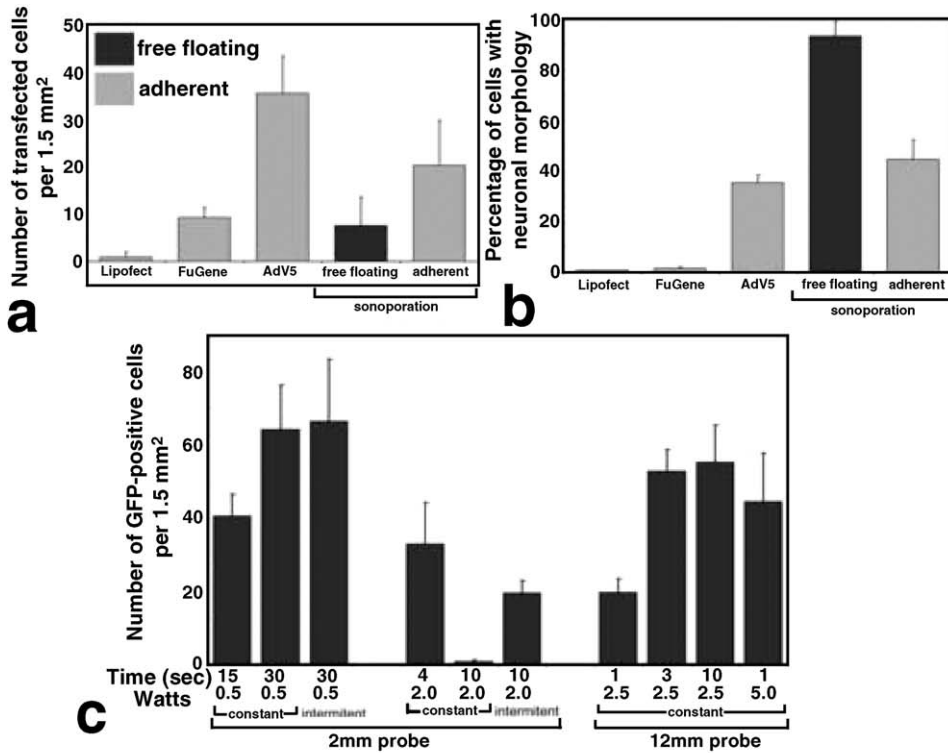 a
Number of transfected cells
per 1.5 mm²
50
40
30
20
10
0
free floating
adherent
Lipofect FuGene AdV5 free floating adherent
sonoporation
b
Percentage of cells with
neuronal morphology
100
80
60
40
20
0
Lipofect FuGene AdV5 free floating adherent
sonoporation
c
Number of GFP-positive cells
per 1.5 mm²
80
60
40
20
0
Time (sec) 15 30 30 4 10 10 1 3 10 1
Watts 0.5 0.5 0.5 2.0 2.0 2.0 2.5 2.5 2.5 5.0
constant intermitent constant intermitent constant
2mm probe 12mm probe